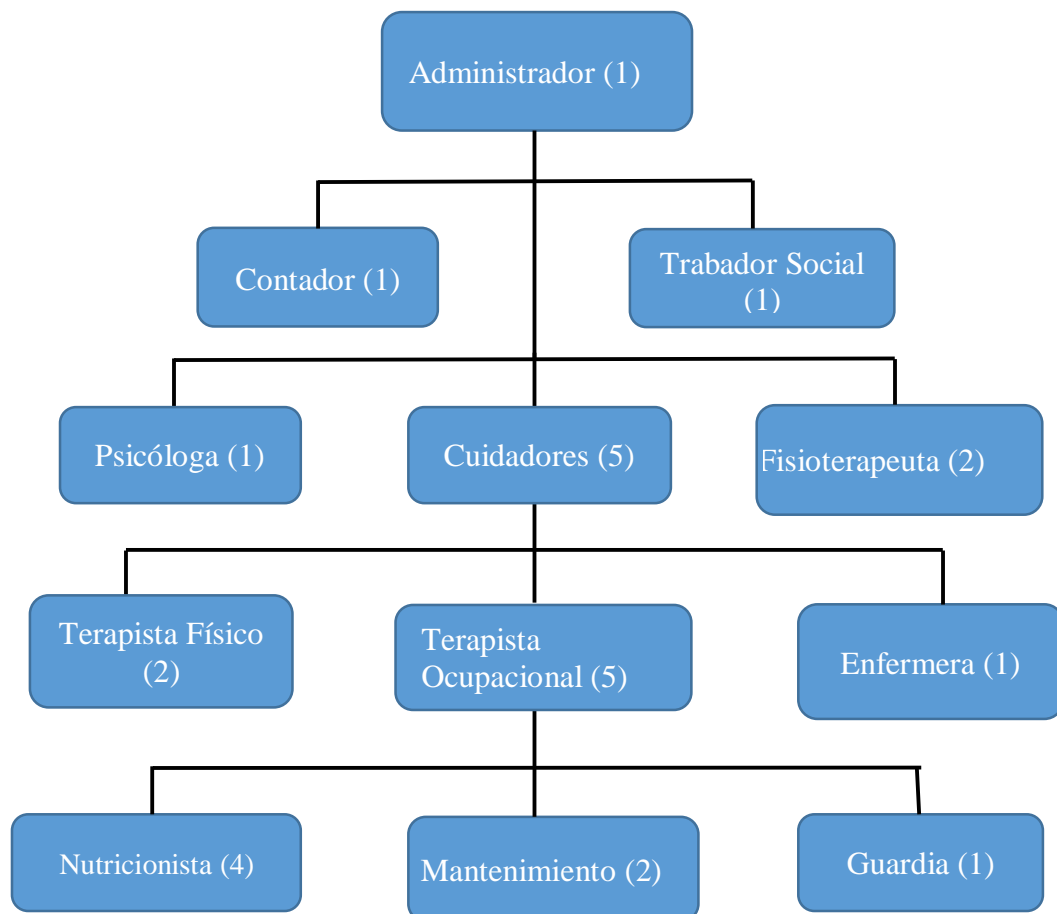 Administrador (1)
Contador (1)
Trabador Social
(1)
Psicóloga (1)
Cuidadores (5)
Fisioterapeuta (2)
Terapista Físico
(2)
Terapista
Ocupacional (5)
Enfermera (1)
Nutricionista (4)
Mantenimiento (2)
Guardia (1)